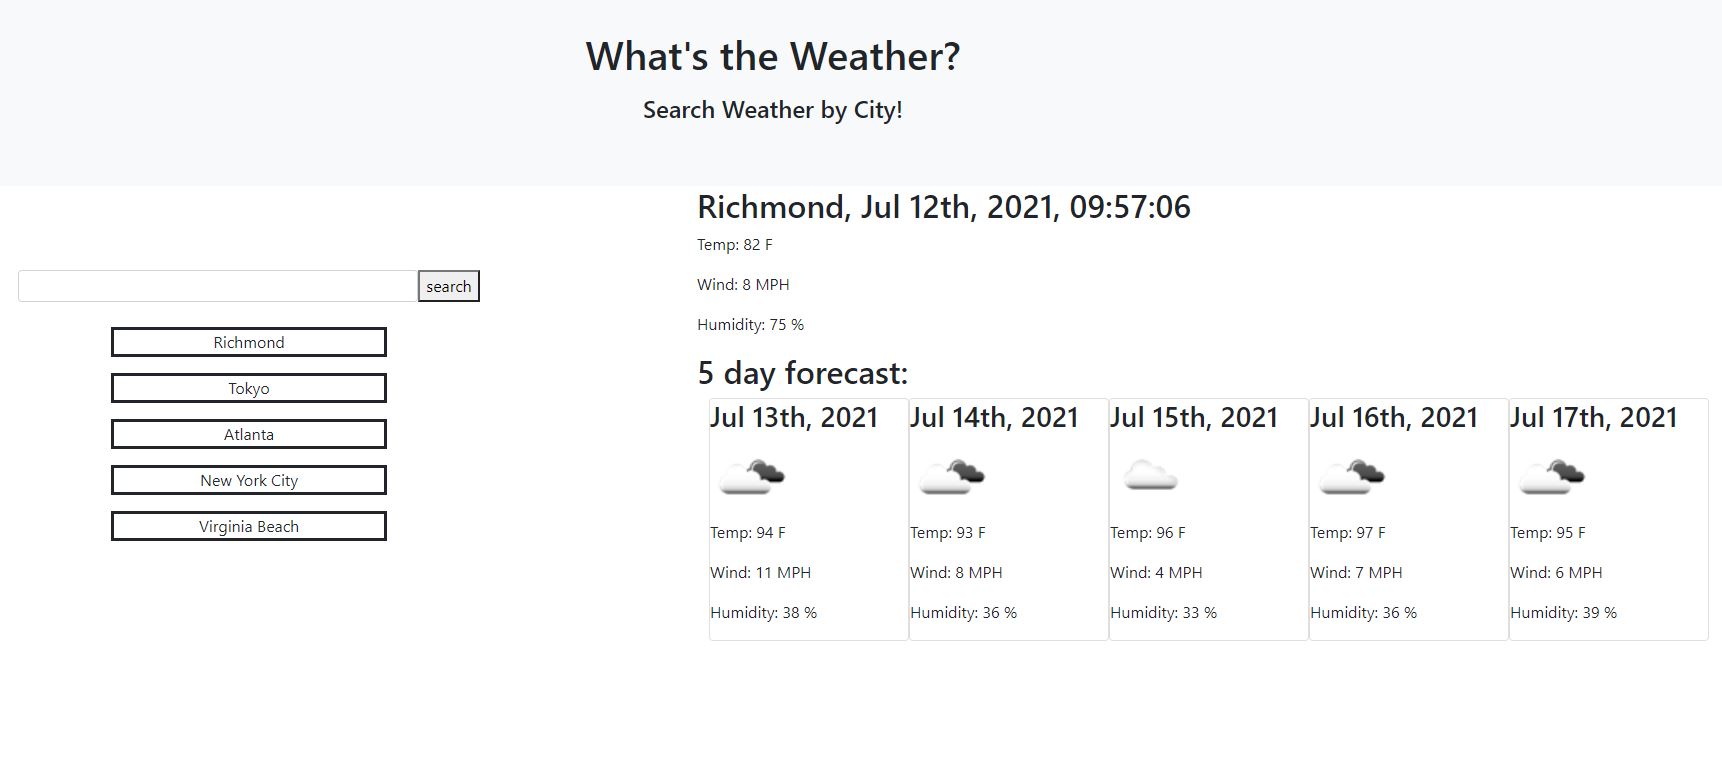 What's the Weather?
Search Weather by City!
search
Richmond
Tokyo
Atlanta
New York City
Virginia Beach
Richmond, Jul 12th, 2021, 09:57:06
Temp: 82 F
Wind: 8 MPH
Humidity: 75 %
5 day forecast:
Jul 13th, 2021
Temp: 94 F
Wind: 11 MPH
Humidity: 38 %
Jul 14th, 2021
Temp: 93 F
Wind: 8 MPH
Humidity: 36 %
Jul 15th, 2021
Temp: 96 F
Wind: 4 MPH
Humidity: 33 %
Jul 16th, 2021
Temp: 97 F
Wind: 7 MPH
Humidity: 36 %
Jul 17th, 2021
Temp: 95 F
Wind: 6 MPH
Humidity: 39 %